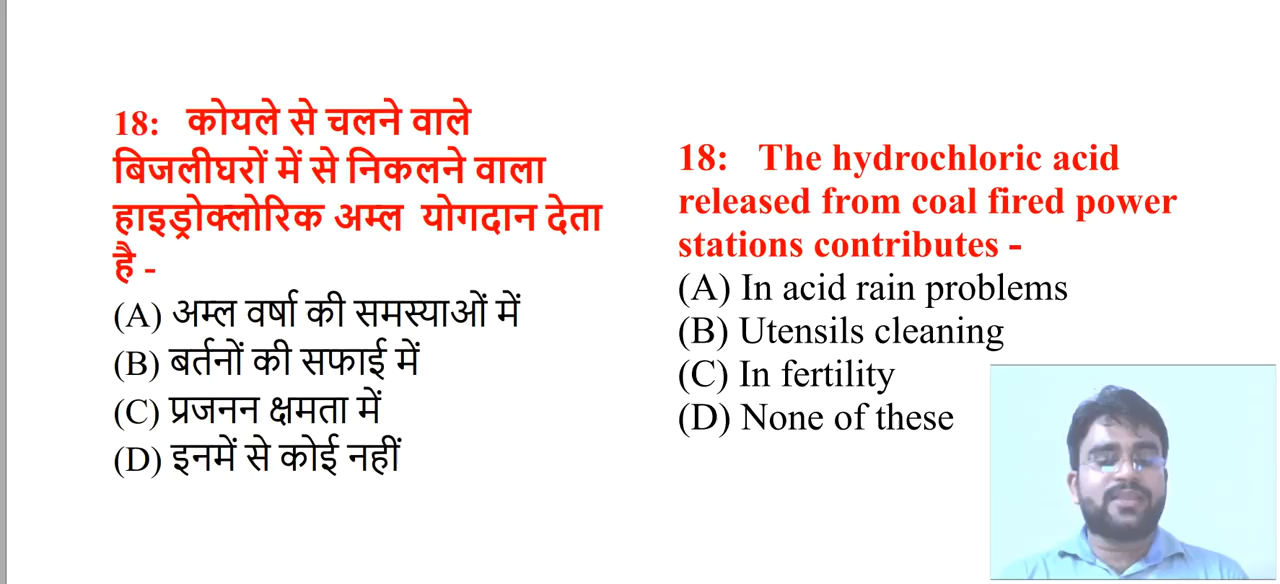 18: कोयले से चलने वाले
बिजलीघरों में से निकलने वाला
हाइड्रोक्लोरिक अम्ल योगदान देता
है -
(A) अम्ल वर्षा की समस्याओं में
(B) बर्तनों की सफाई में
(C) प्रजनन क्षमता में
(D) इनमें से कोई नहीं
18: The hydrochloric acid
released from coal fired power
stations contributes -
(A) In acid rain problems
(B) Utensils cleaning
(C) In fertility
(D) None of these